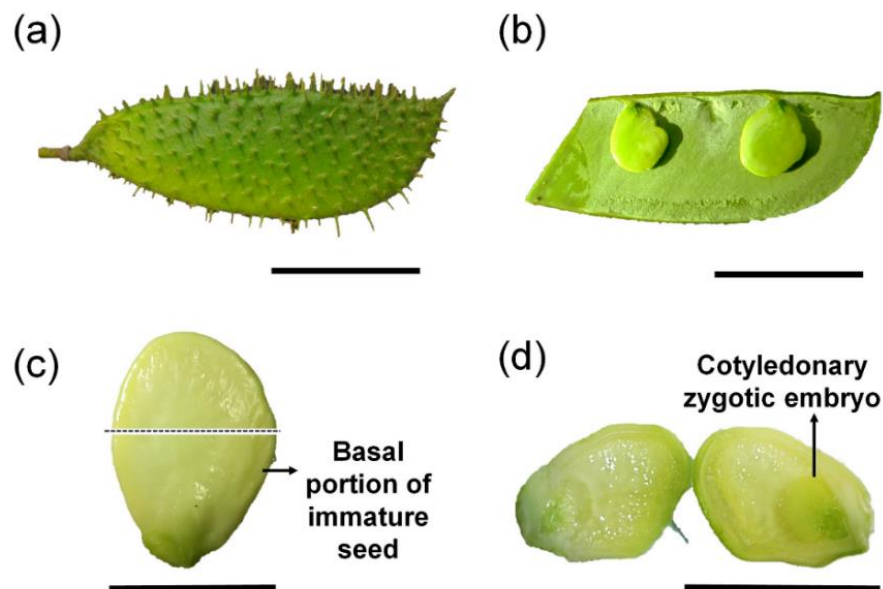 (a)
(b)
(c)
Basal
portion of
immature
seed
(d)
Cotyledonary
zygotic embryo